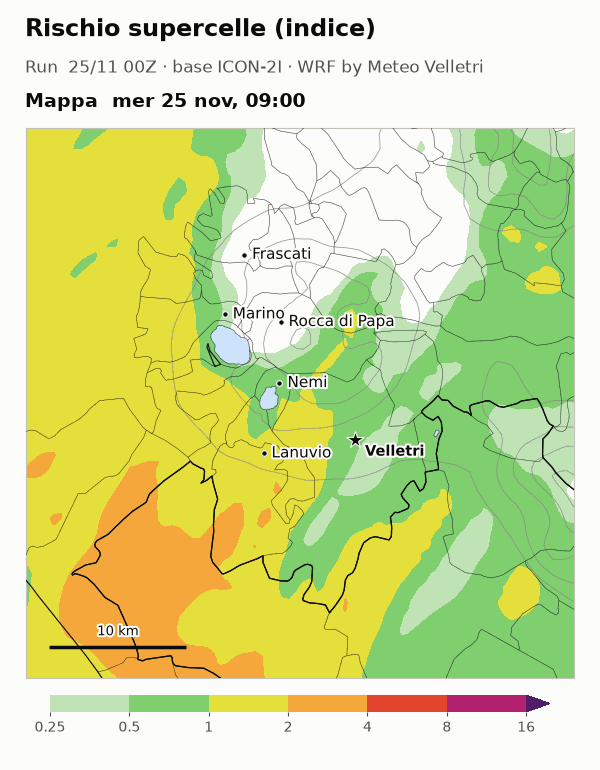 Rischio supercelle (indice)
Run  25/11 00Z · base ICON-2I · WRF by Meteo Velletri
Mappa  mer 25 nov, 09:00
Frascati
Marino
Rocca di Papa
Nemi
Velletri
Lanuvio
10 km
0.25 0.5 1 2 4 8 16